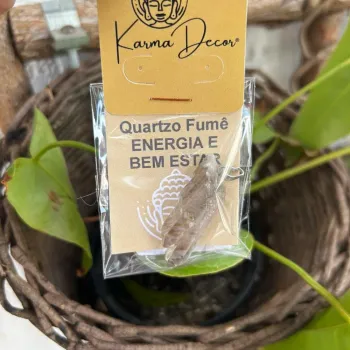 Karma Decor®
Quartzo Fumê
ENERGIA E
BEM ESTAR